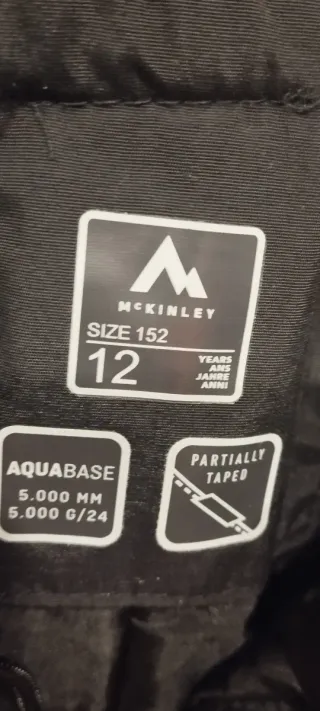 McKINLEY
SIZE 152
12
YEARS
ANS
JAHRE
ANNI
AQUABASE
5.000 MM
5.000 G/24
PARTIALLY
TAPED